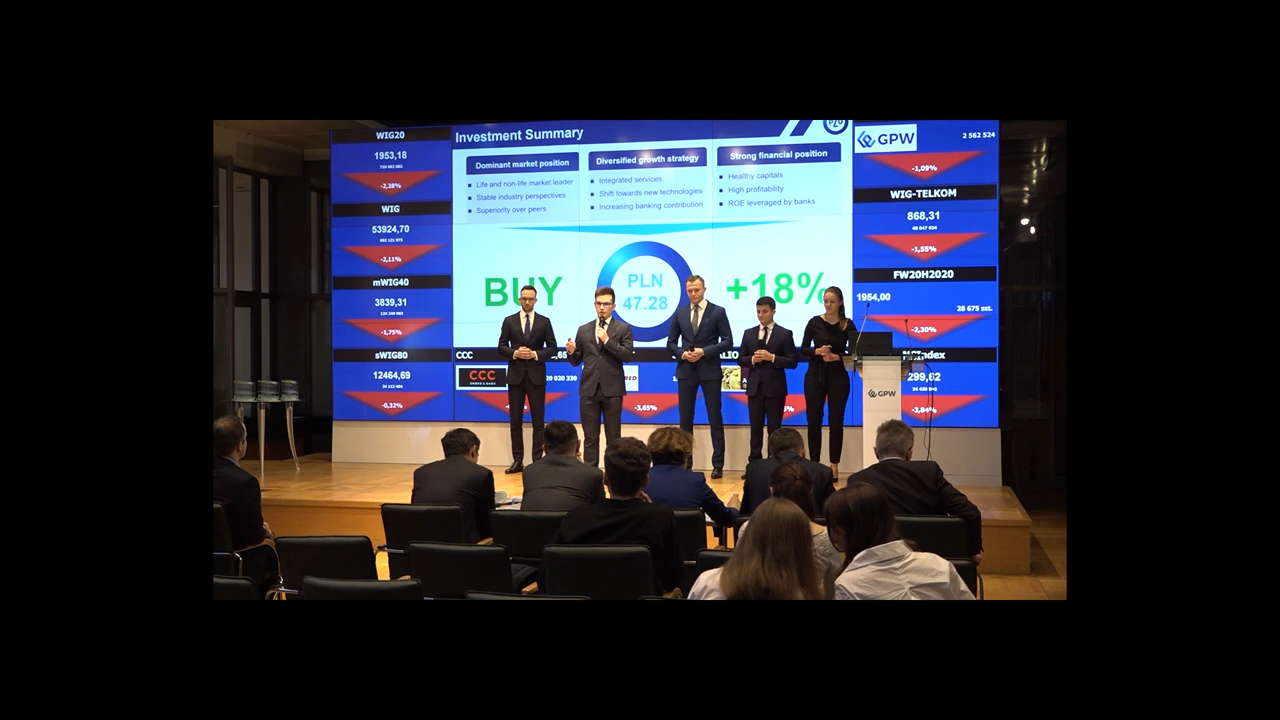 WIG20
1953,18
-2,38%
WIG
53924,70
-2,11%
mWIG40
3839,31
-1,75%
sWIG80
12464,69
-0,32%
Investment Summary
Dominant market position
Life and non-life market leader
Stable industry perspectives
Superiority over peers
Diversified growth strategy
Integrated services
Shift towards new technologies
Increasing banking contribution
Strong financial position
Healthy capitals
High profitability
ROE leveraged by banks
BUY
PLN
47.28
+18%
CCC
CCC
-3,65%
GPW
2 562 524
-1,09%
WIG-TELKOM
868,31
-1,55%
FW20H2020
1954,00
28 675 szt.
-2,30%
299,62
-3,84%
GPW